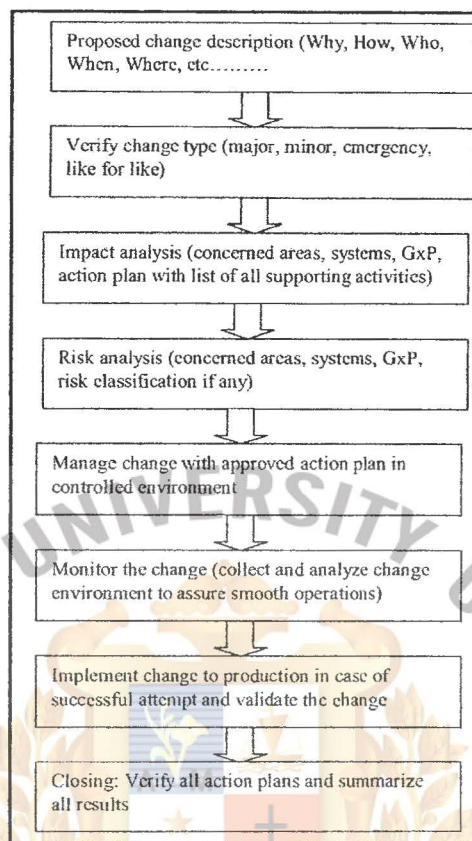 Proposed change description (Why, How, Who,
When, Where, etc.........
Verify change type (major, minor, emergency,
like for like)
Impact analysis (concerned areas, systems, GxP,
action plan with list of all supporting activities)
Risk analysis (concerned areas, systems, GxP,
risk classification if any)
Manage change with approved action plan in
controlled environment
Monitor the change (collect and analyze change
environment to assure smooth operations)
Implement change to production in case of
successful attempt and validate the change
Closing: Verify all action plans and summarize
all results
UNIVERSITY